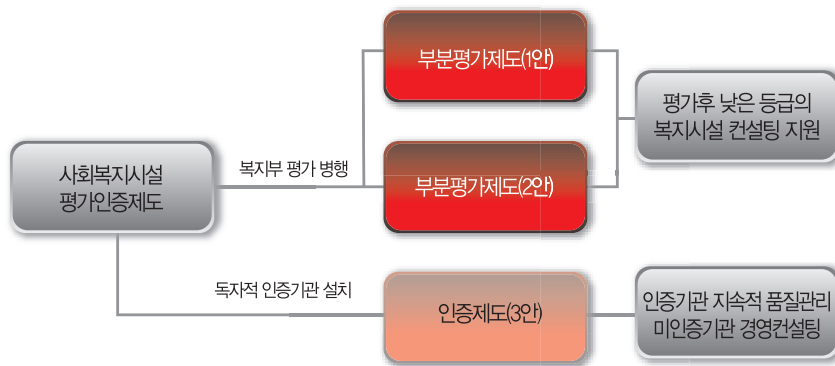 부분평가제도(1안)
평가후 낮은 등급의
복지시설 컨설팅 지원
사회복지시설
평가인증제도
복지부 평가 병행
부분평가제도(2안)
독자적 인증기관 설치
인증제도(3안)
인증기관 지속적 품질관리
미인증기관 경영컨설팅